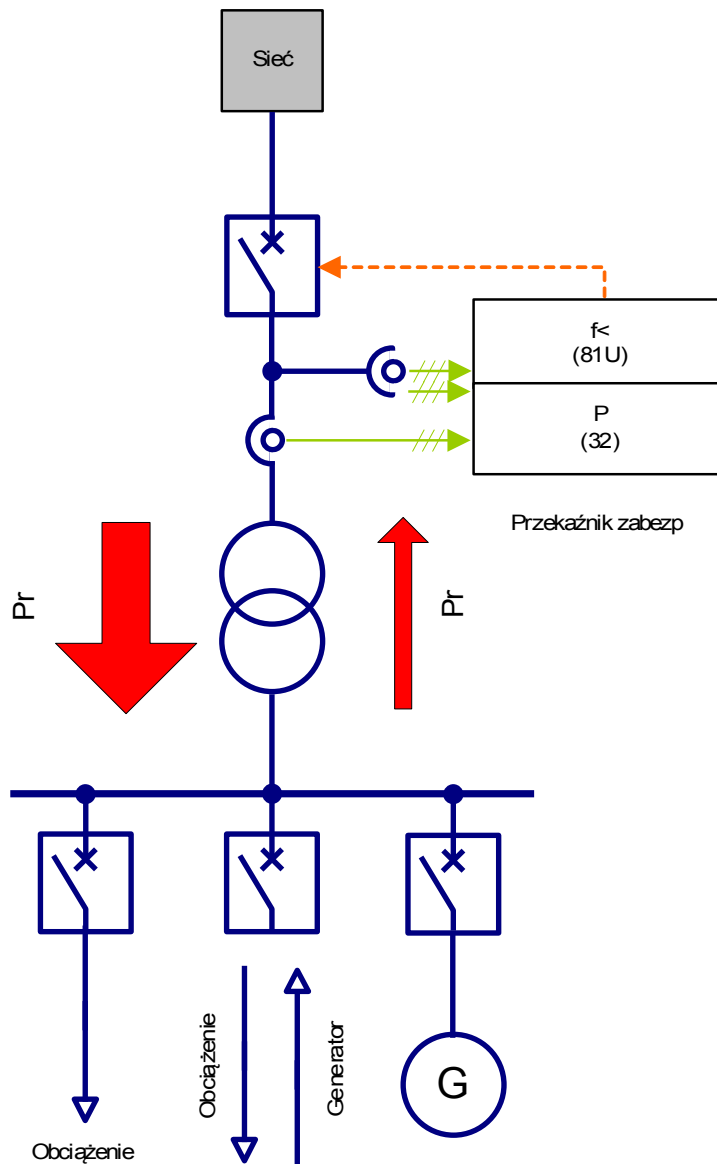 Sieć
f<
(81U)
P
(32)
Przekaźnik zabezp
Pr
Pr
Obciążenie
Generator
G
Obciążenie